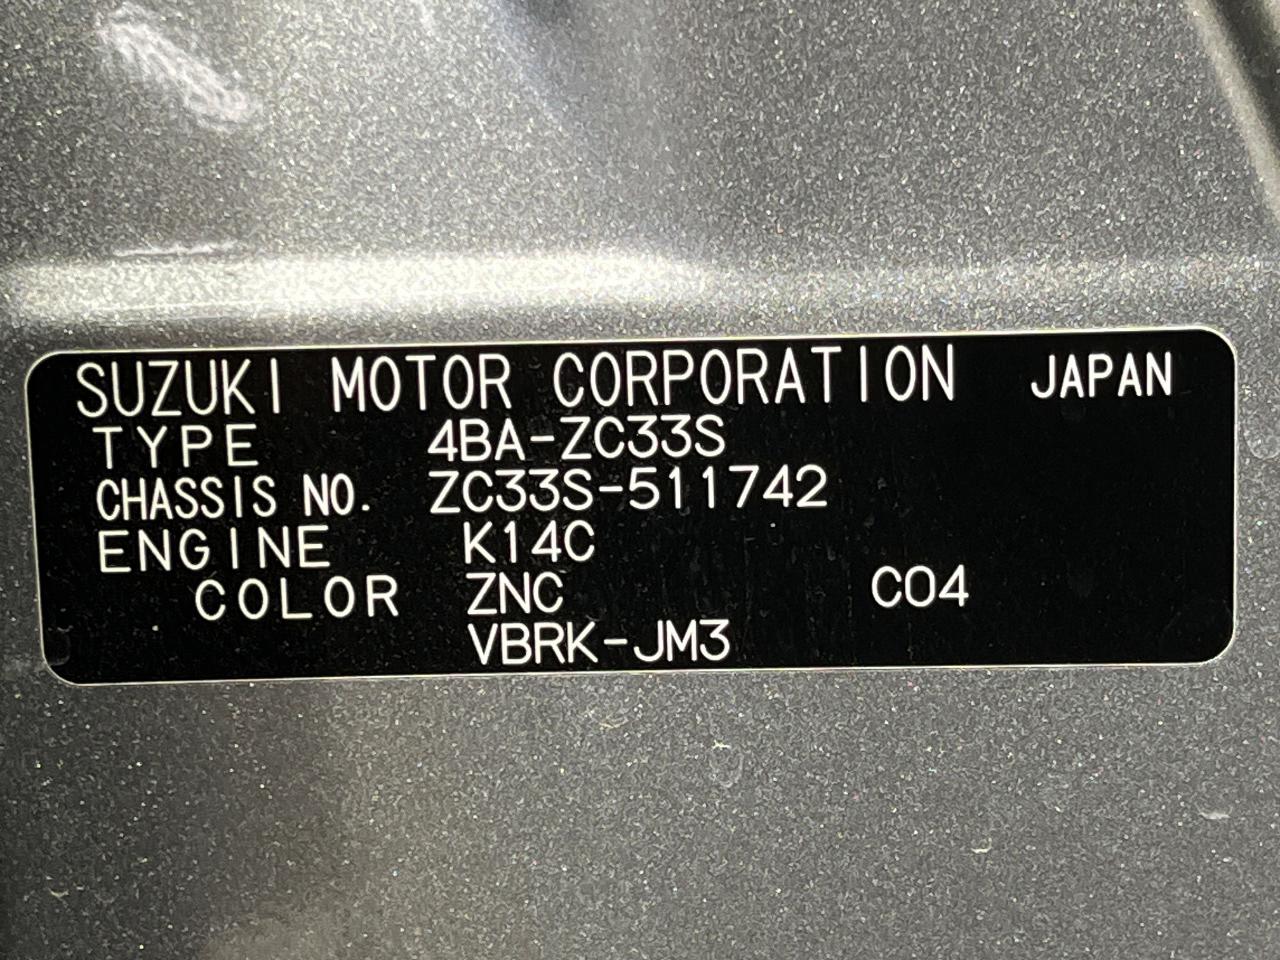 SUZUKI MOTOR CORPORATION JAPAN
TYPE 4BA-ZC33S
CHASSIS NO. ZC33S-511742
ENGINE K14C
COLOR ZNC C04
VBRK-JM3